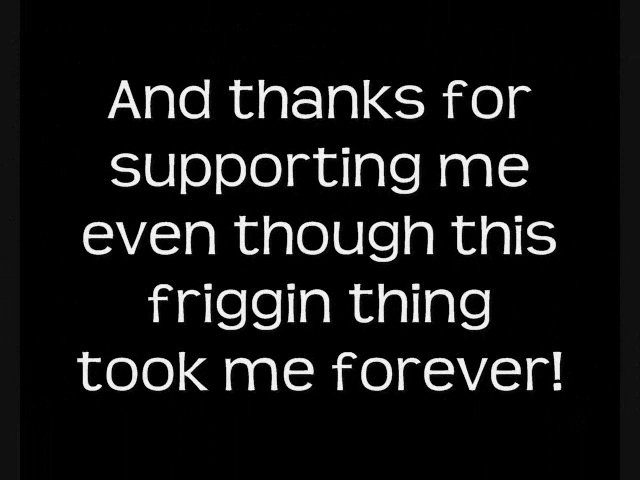 And thanks for
supporting me
even though this
friggin thing
took me forever!